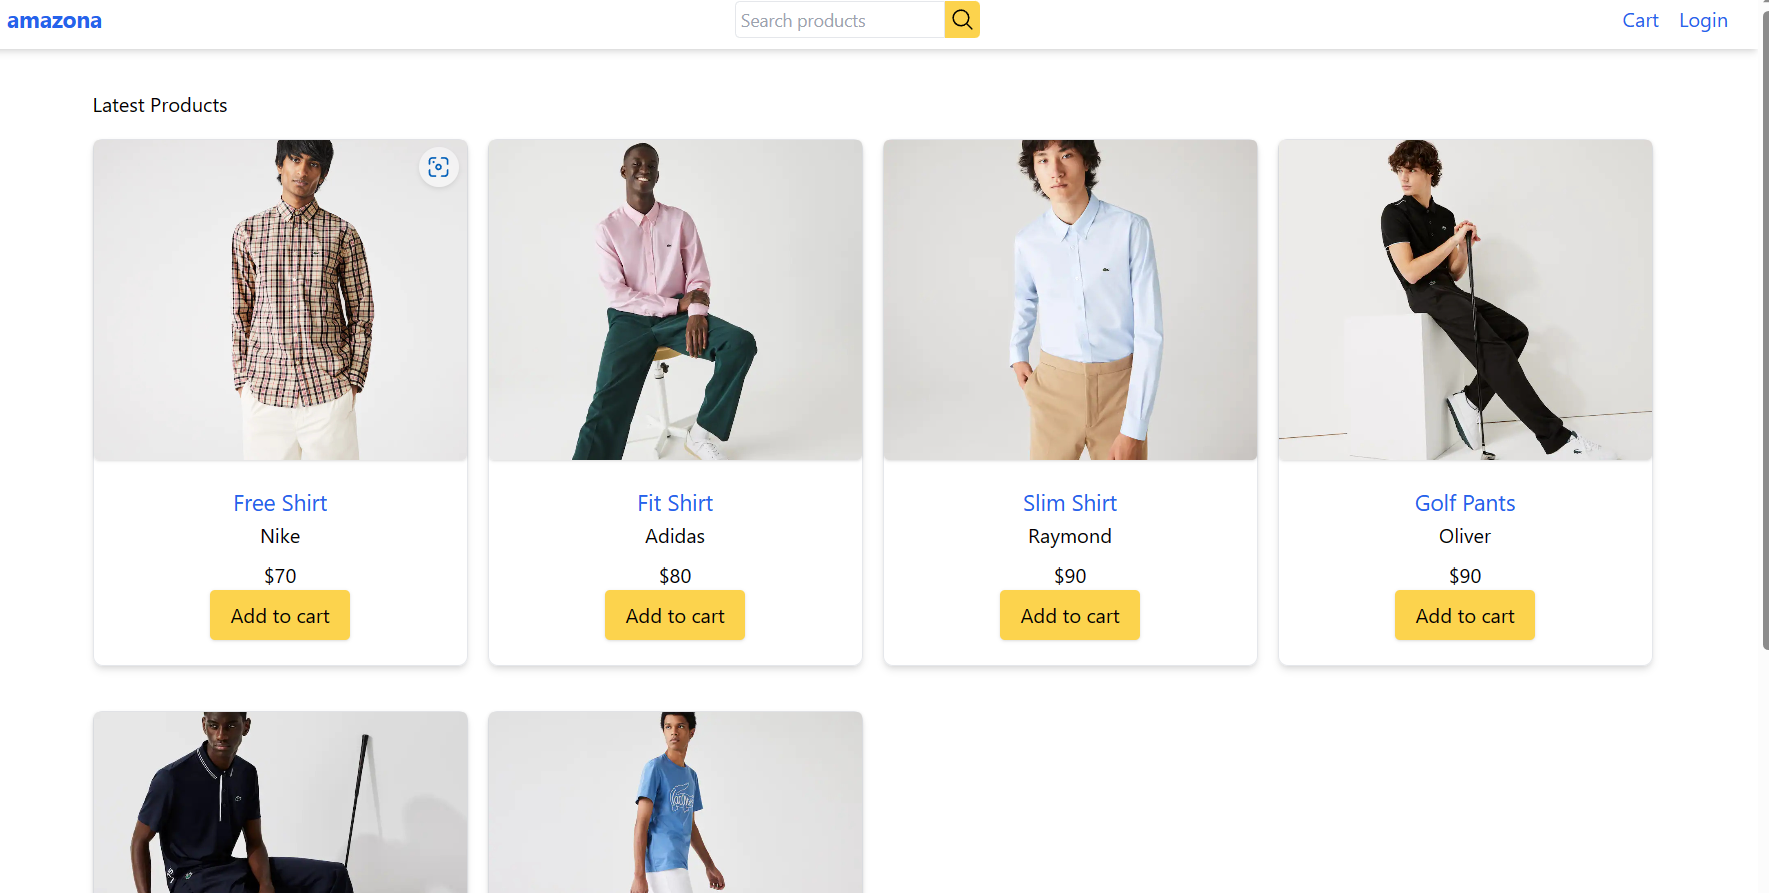 amazona
Search products
Cart Login
Latest Products
Free Shirt
Nike
$70
Add to cart
Fit Shirt
Adidas
$80
Add to cart
Slim Shirt
Raymond
$90
Add to cart
Golf Pants
Oliver
$90
Add to cart